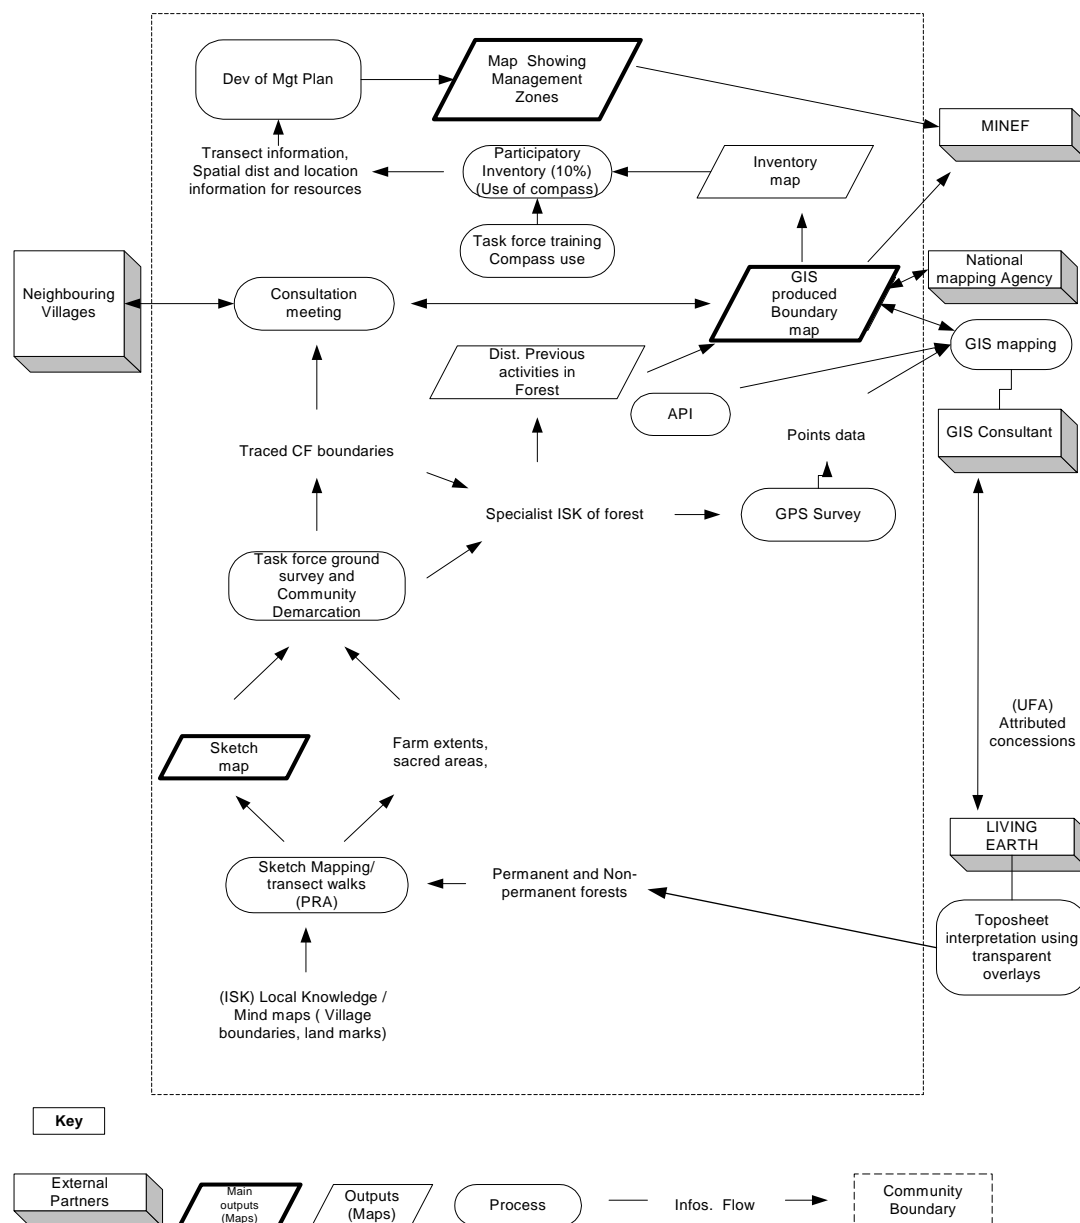 Dev of Mgt Plan
Map Showing
Management
Zones
MINEF
Transect information,
Spatial dist and location
information for resources
Participatory
Inventory (10%)
(Use of compass)
Inventory
map
Task force training
Compass use
Neighbouring
Villages
Consultation
meeting
GIS
produced
Boundary
map
National
mapping Agency
GIS mapping
Dist. Previous
activities in
Forest
API
GIS Consultant
Points data
Traced CF boundaries
Specialist ISK of forest
GPS Survey
Task force ground
survey and
Community
Demarcation
(UFA)
Attributed
concessions
Sketch
map
Farm extents,
sacred areas,
LIVING
EARTH
Sketch Mapping/
transect walks
(PRA)
Permanent and Non-
permanent forests
Toposheet
interpretation using
transparent
overlays
(ISK) Local Knowledge /
Mind maps ( Village
boundaries, land marks)
Key
External
Partners
Main
outputs
(Maps)
Outputs
(Maps)
Process
Infos. Flow
Community
Boundary